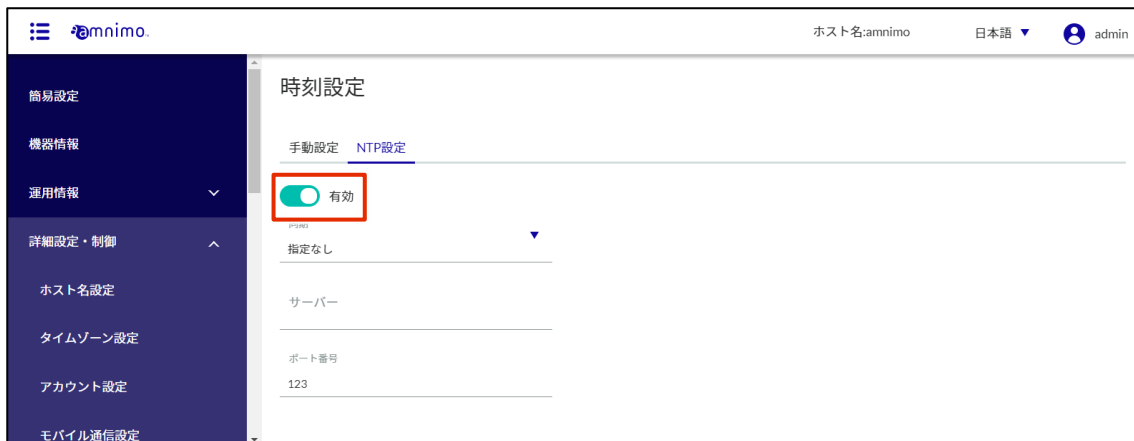 amnimo
ホスト名:amnimo
日本語
admin
簡易設定
機器情報
運用情報
詳細設定・制御
ホスト名設定
タイムゾーン設定
アカウント設定
モバイル通信設定
時刻設定
手動設定 NTP設定
有効
同期
指定なし
サーバー
ポート番号
123